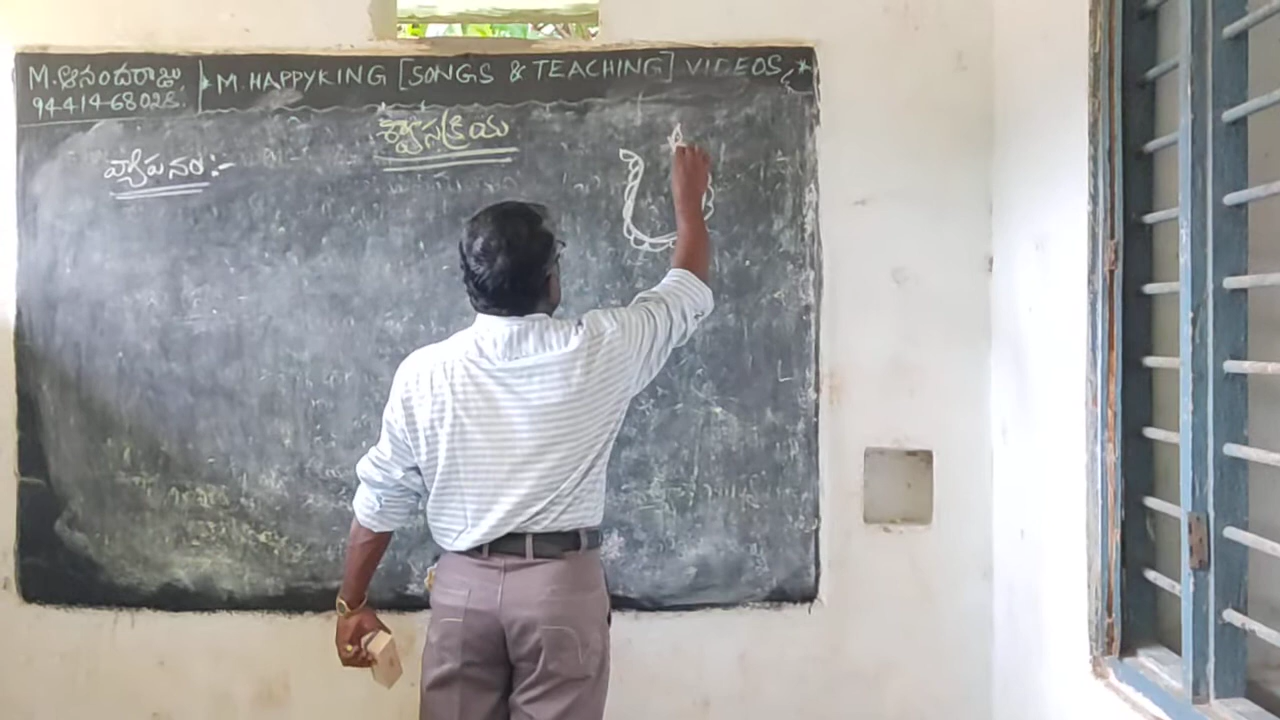 M. ఆనందరాజు,
94414-68028.
* M. HAPPYKING [SONGS & TEACHING] VIDEOS *
శ్వాసక్రియ
వ్యాపనం :-